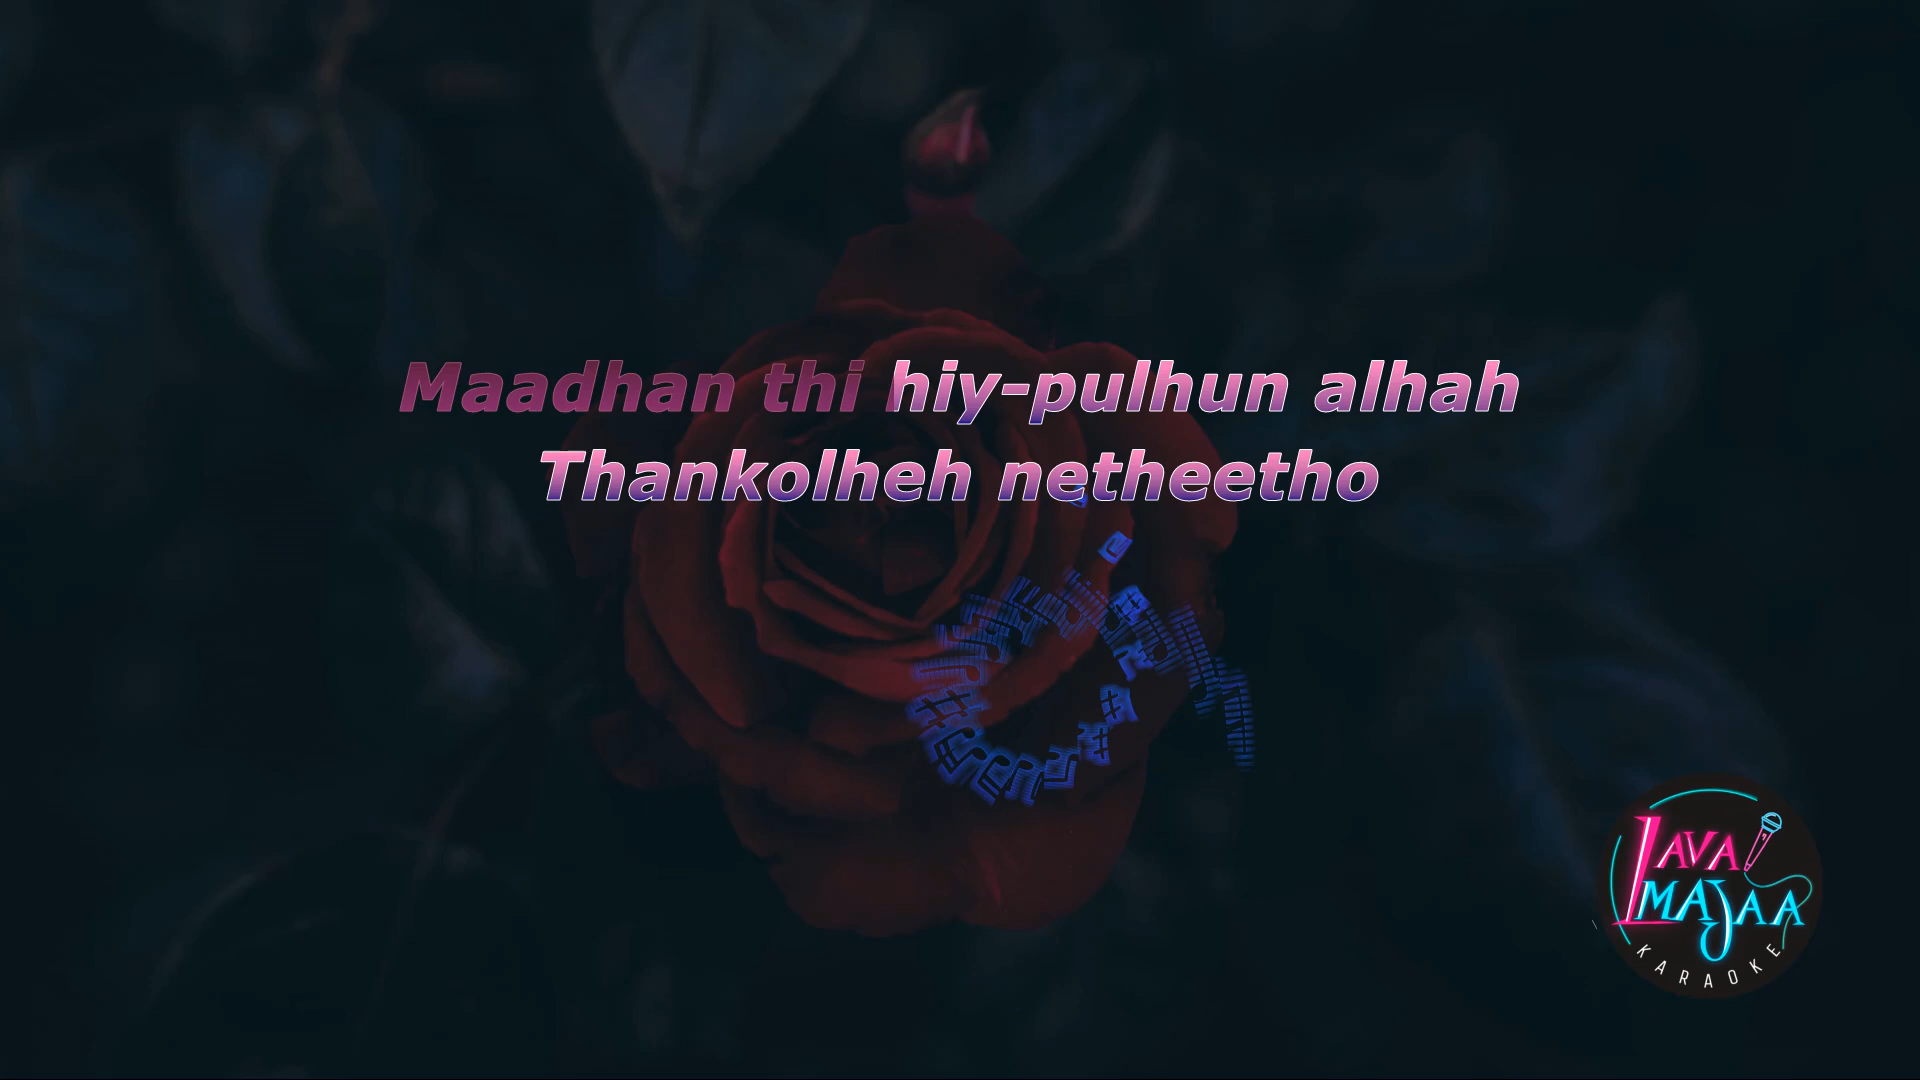 Maadhan thi hiy-pulhun alhah
Thankolheh netheetho
LAVA
MAJAA
KARAOKE